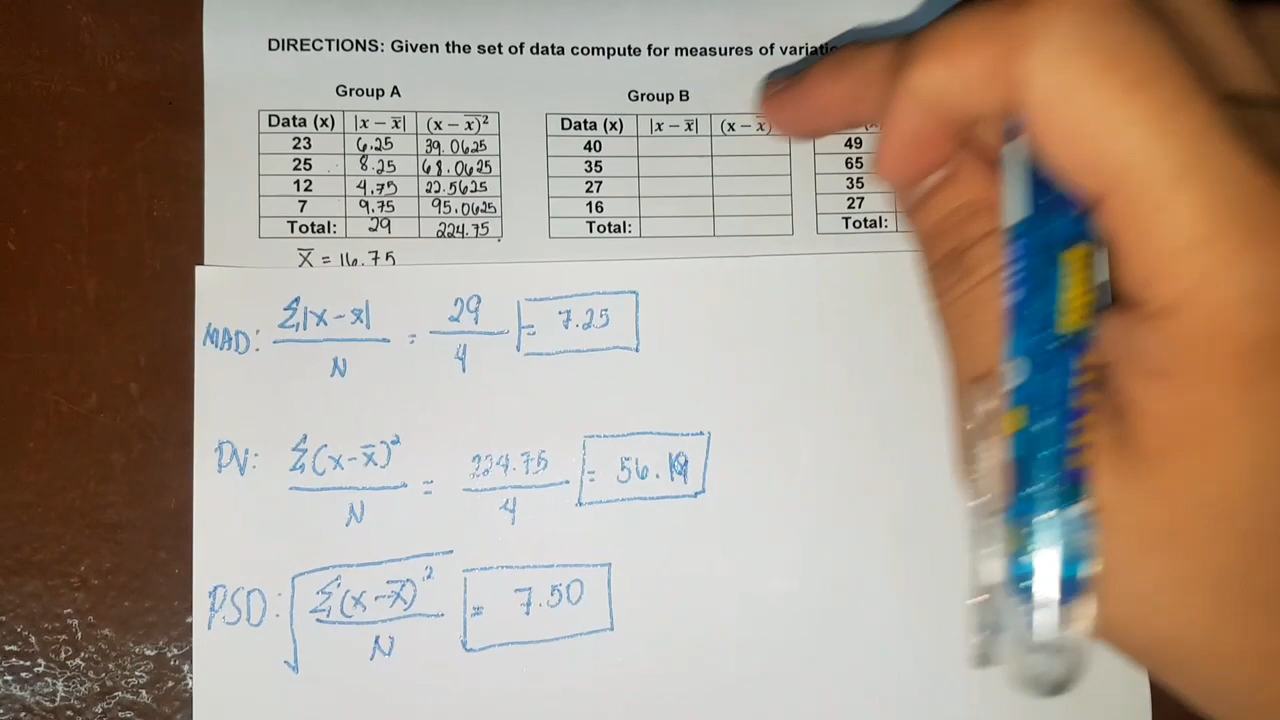 DIRECTIONS: Given the set of data compute for measures of
Group A
Data (x) |x − x̅| (x − x̅)²
23 6.25 39.0625
25 8.25 68.0625
12 4.75 22.5625
7 9.75 95.0625
Total: 29 224.75
X̅ = 16.75
Group B
Data (x) |x − x̅| (x − x̅)
40
35
27
16
Total:
49
65
35
27
Total:
MAD: Σ|X − x̅| / N = 29 / 4 = 7.25
PV: Σ(x − x̅)² / N = 224.75 / 4 = 56.19
PSD: √Σ(x − x̅)² / N = 7.50